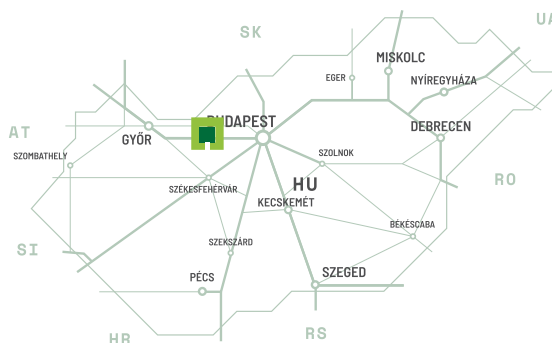 SK
UA
MISKOLC
EGER
NYÍREGYHÁZA
BUDAPEST
DEBRECEN
AT
GYŐR
SZOMBATHELY
SZOLNOK
RO
HU
SZÉKESFEHÉRVÁR
KECSKEMÉT
BÉKÉSCABA
SZEKSZÁRD
SI
PÉCS
SZEGED
RS
HR